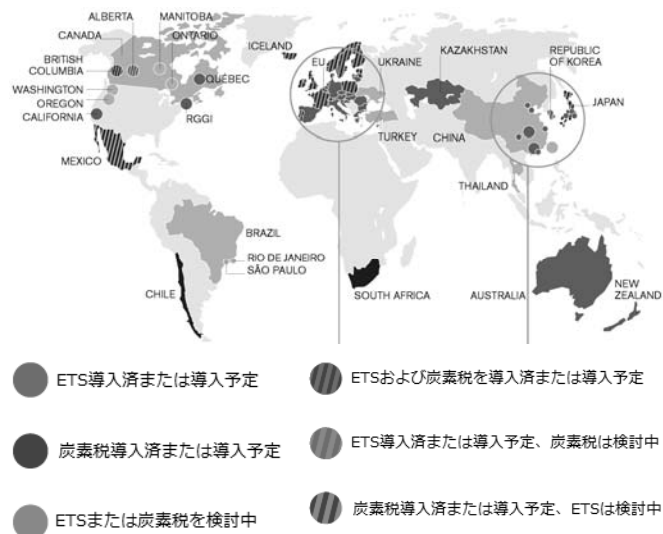 ALBERTA
MANITOBA
CANADA
ONTARIO
BRITISH
COLUMBIA
QUÉBEC
WASHINGTON
OREGON
CALIFORNIA
RGGI
MEXICO
ICELAND
EU
UKRAINE
KAZAKHSTAN
REPUBLIC
OF KOREA
JAPAN
TURKEY
CHINA
THAILAND
BRAZIL
RIO DE JANEIRO
SÃO PAULO
CHILE
SOUTH AFRICA
AUSTRALIA
NEW
ZEALAND
ETS導入済または導入予定
ETSおよび炭素税を導入済または導入予定
炭素税導入済または導入予定
ETS導入済または導入予定、炭素税は検討中
ETSまたは炭素税を検討中
炭素税導入済または導入予定、ETSは検討中